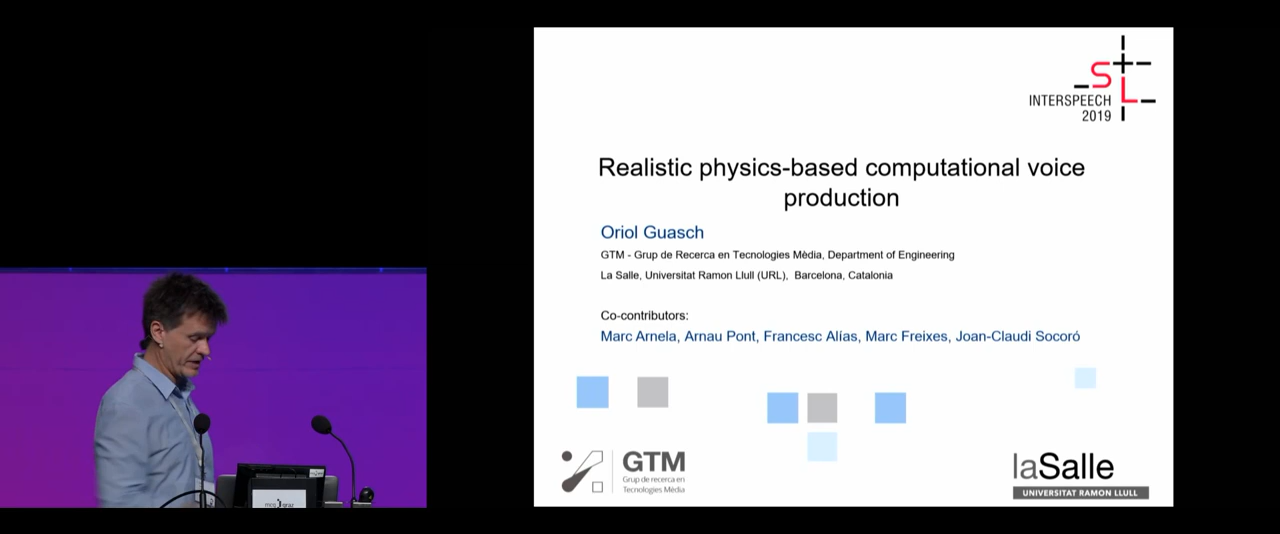 S
L
INTERSPEECH
2019
Realistic physics-based computational voice
production
Oriol Guasch
GTM - Grup de Recerca en Tecnologies Mèdia, Department of Engineering
La Salle, Universitat Ramon Llull (URL), Barcelona, Catalonia
Co-contributors:
Marc Arnela, Arnau Pont, Francesc Alías, Marc Freixes, Joan-Claudi Socoró
GTM
Grup de recerca en
Tecnologies Mèdia
laSalle
UNIVERSITAT RAMON LLULL